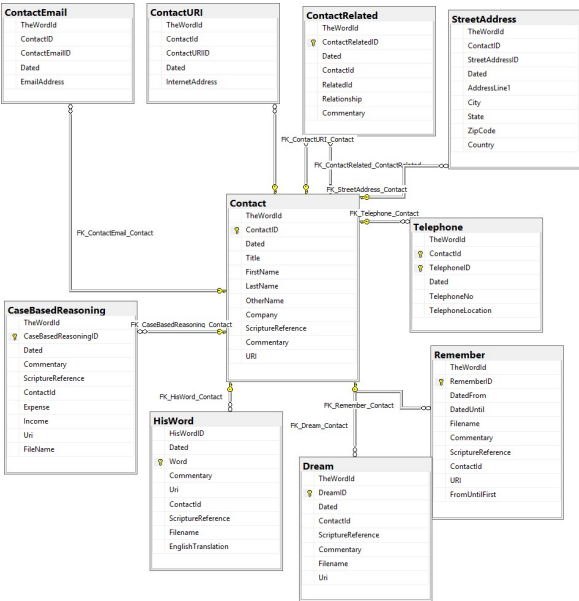 ContactEmail
TheWordId
ContactID
ContactEmailID
Dated
EmailAddress
ContactURI
TheWordId
ContactId
ContactURIID
Dated
InternetAddress
ContactRelated
TheWordId
ContactRelatedID
Dated
ContactId
RelatedId
Relationship
Commentary
StreetAddress
TheWordId
ContactID
StreetAddressID
Dated
AddressLine1
City
State
ZipCode
Country
FK_ContactURI_Contact
FK_ContactRelated_ContactRelated
FK_StreetAddress_Contact
FK_Telephone_Contact
FK_ContactEmail_Contact
Contact
TheWordId
ContactID
Dated
Title
FirstName
LastName
OtherName
Company
ScriptureReference
Commentary
URI
Telephone
TheWordId
ContactId
TelephoneID
Dated
TelephoneNo
TelephoneLocation
CaseBasedReasoning
TheWordId
CaseBasedReasoningID
Dated
Commentary
ScriptureReference
ContactId
Expense
Income
Uri
FileName
FK_CaseBasedReasoning_Contact
FK_HisWord_Contact
FK_Remember_Contact
FK_Dream_Contact
Remember
TheWordId
RememberID
DatedFrom
DatedUntil
Filename
Commentary
ScriptureReference
ContactId
URI
FromUntilFirst
HisWord
HisWordID
Dated
Word
Commentary
Uri
ContactId
ScriptureReference
Filename
EnglishTranslation
Dream
TheWordId
DreamID
Dated
ContactId
ScriptureReference
Commentary
Filename
Uri